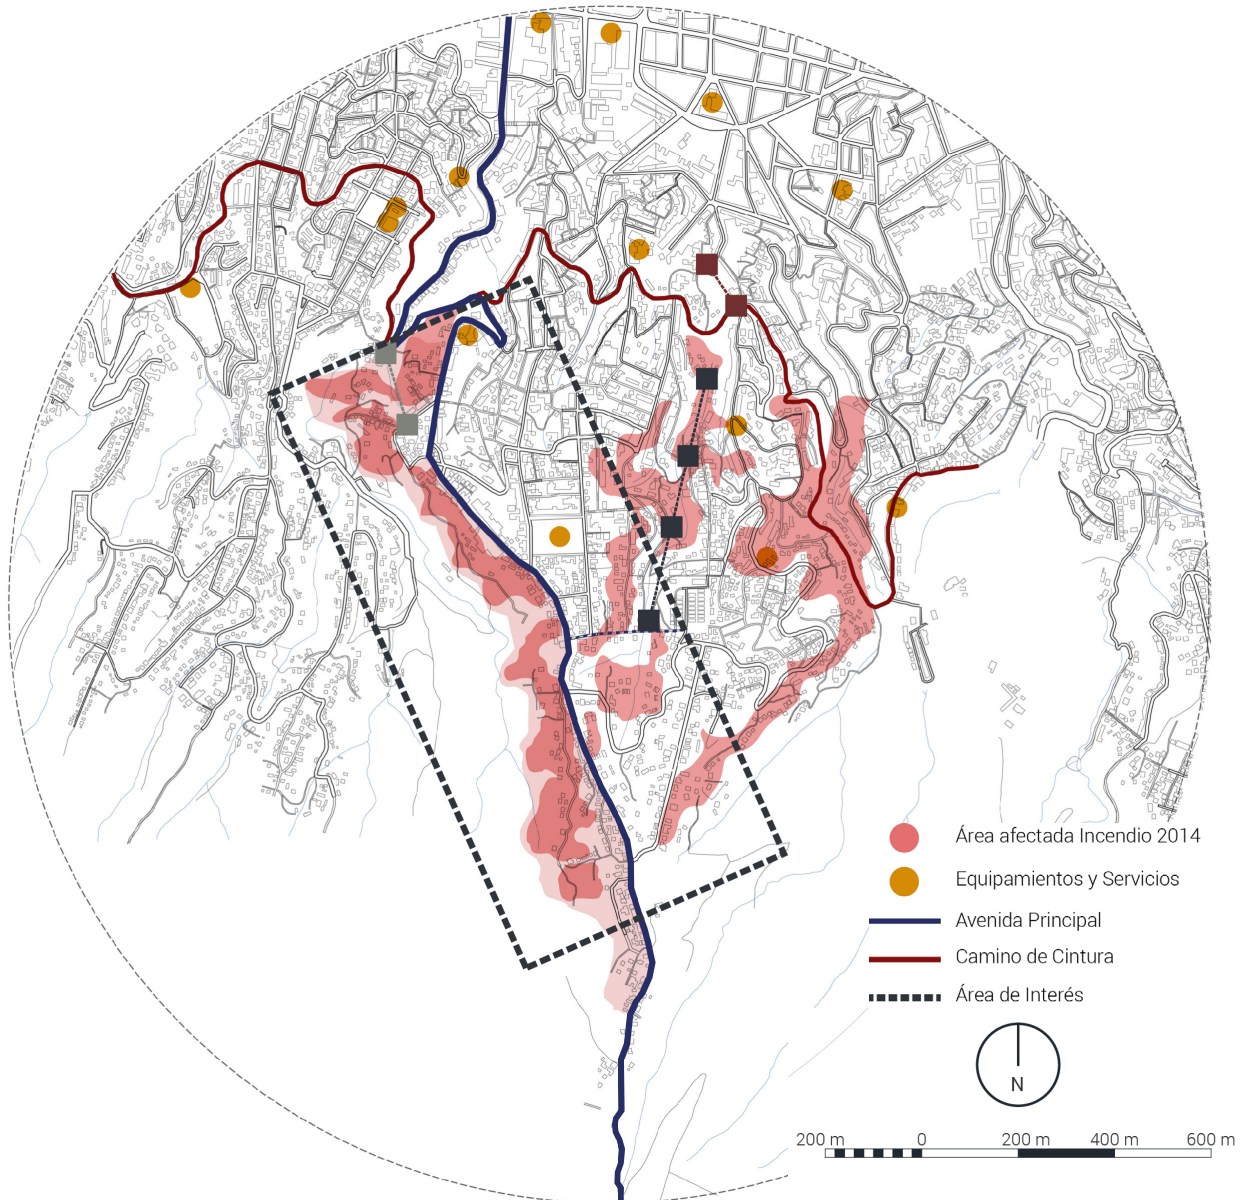 Área afectada Incendio 2014
Equipamientos y Servicios
Avenida Principal
Camino de Cintura
Área de Interés
N
200 m 0 200 m 400 m 600 m